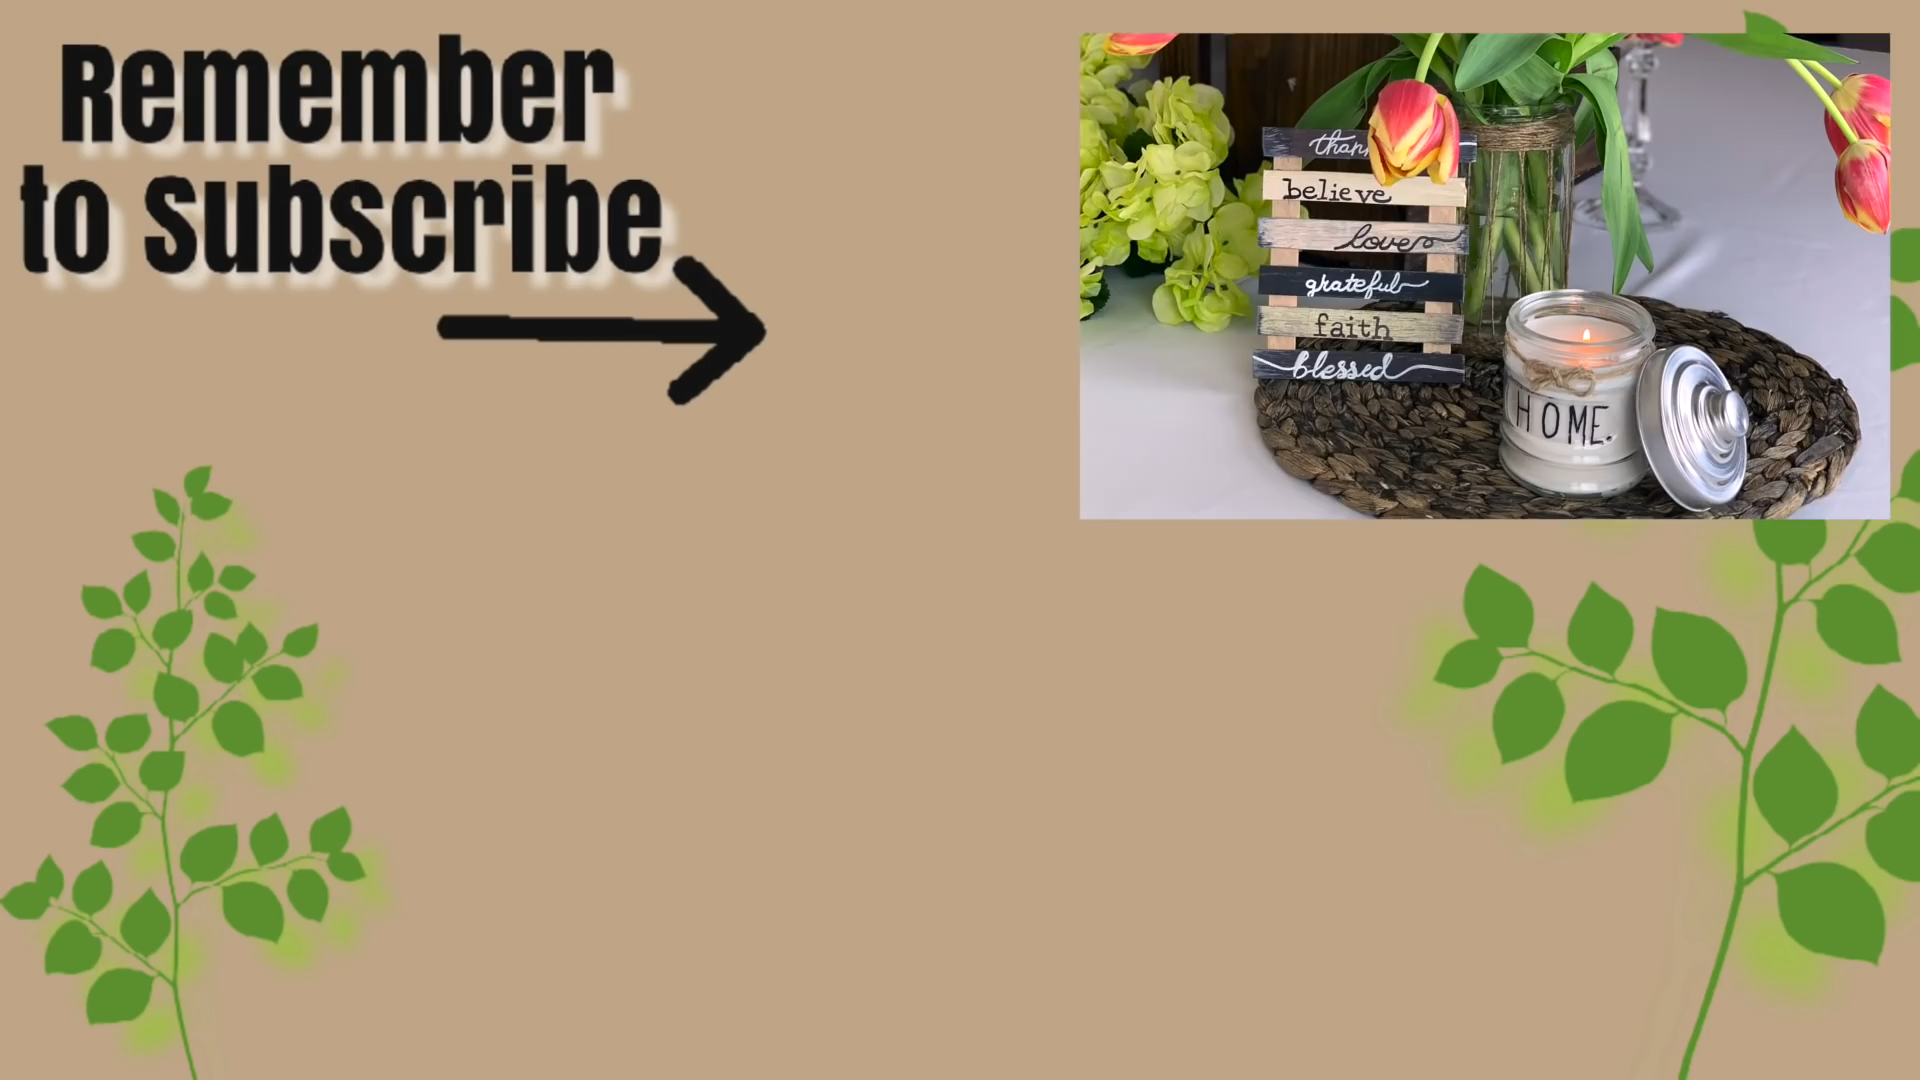 Remember
to Subscribe
believe
love
grateful
faith
blessed
HOME.